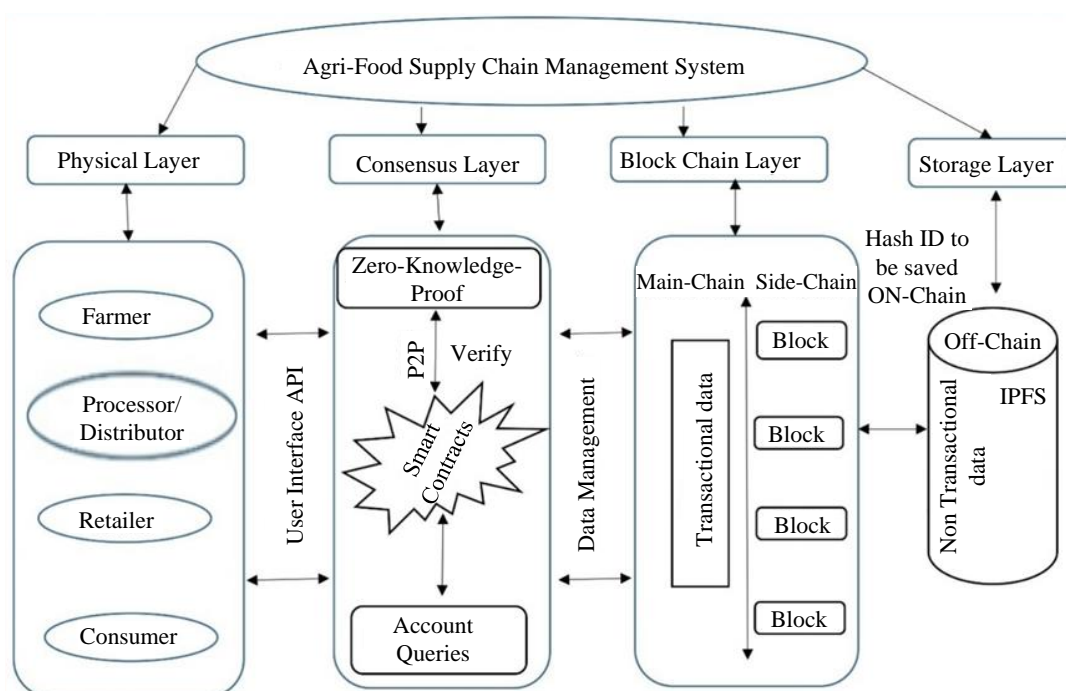 Agri-Food Supply Chain Management System
Physical Layer
Consensus Layer
Block Chain Layer
Storage Layer
Farmer
Processor/
Distributor
Retailer
Consumer
User Interface API
Zero-Knowledge-
Proof
P2P
Verify
Smart
Contracts
Account
Queries
Data Management
Main-Chain
Side-Chain
Transactional data
Block
Block
Block
Block
Hash ID to
be saved
ON-Chain
Off-Chain
IPFS
Non Transactional
data